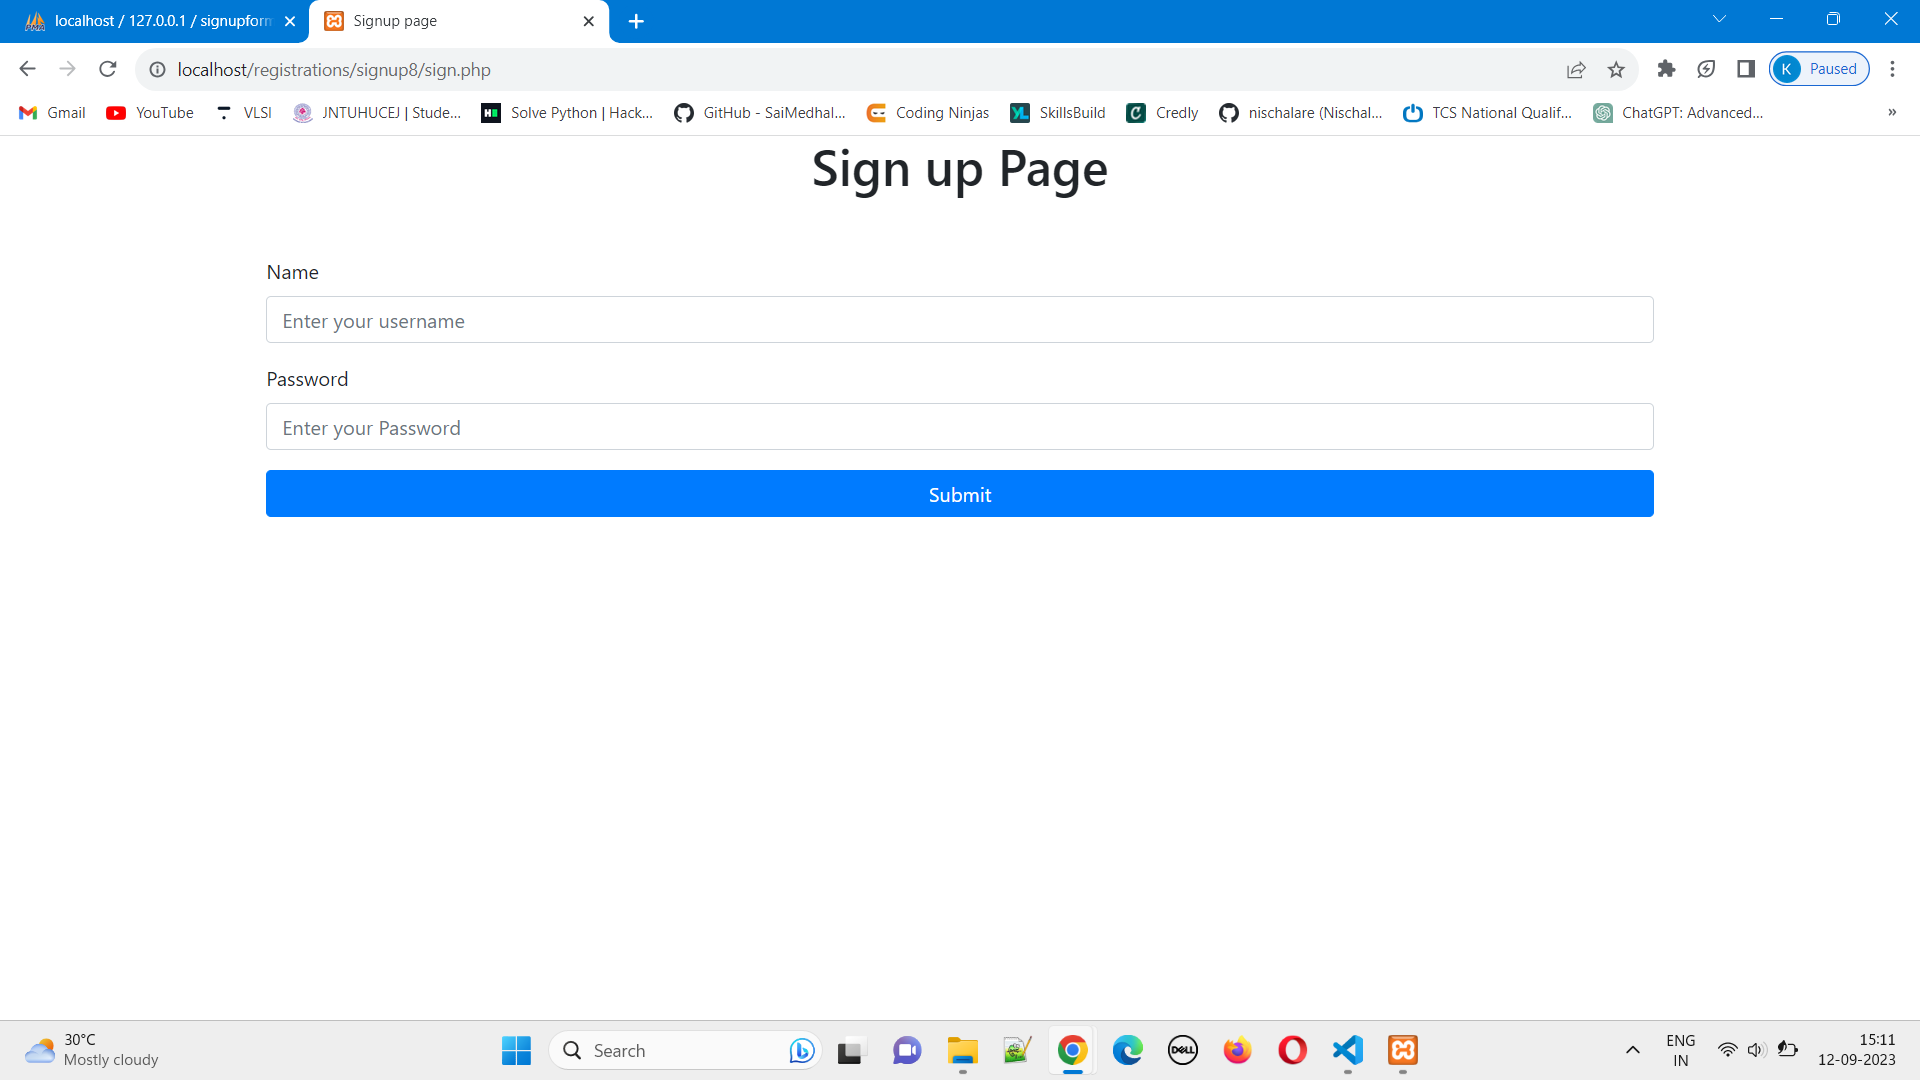 localhost / 127.0.0.1 / signupform
Signup page
localhost/registrations/signup8/sign.php
K Paused
Gmail
YouTube
VLSI
JNTUHUCEJ | Stude...
Solve Python | Hack...
GitHub - SaiMedhal...
Coding Ninjas
SkillsBuild
Credly
nischalare (Nischal...
TCS National Qualif...
ChatGPT: Advanced...
»
Sign up Page
Name
Enter your username
Password
Enter your Password
Submit
30°C
Mostly cloudy
Search
DELL
ENG
IN
15:11
12-09-2023